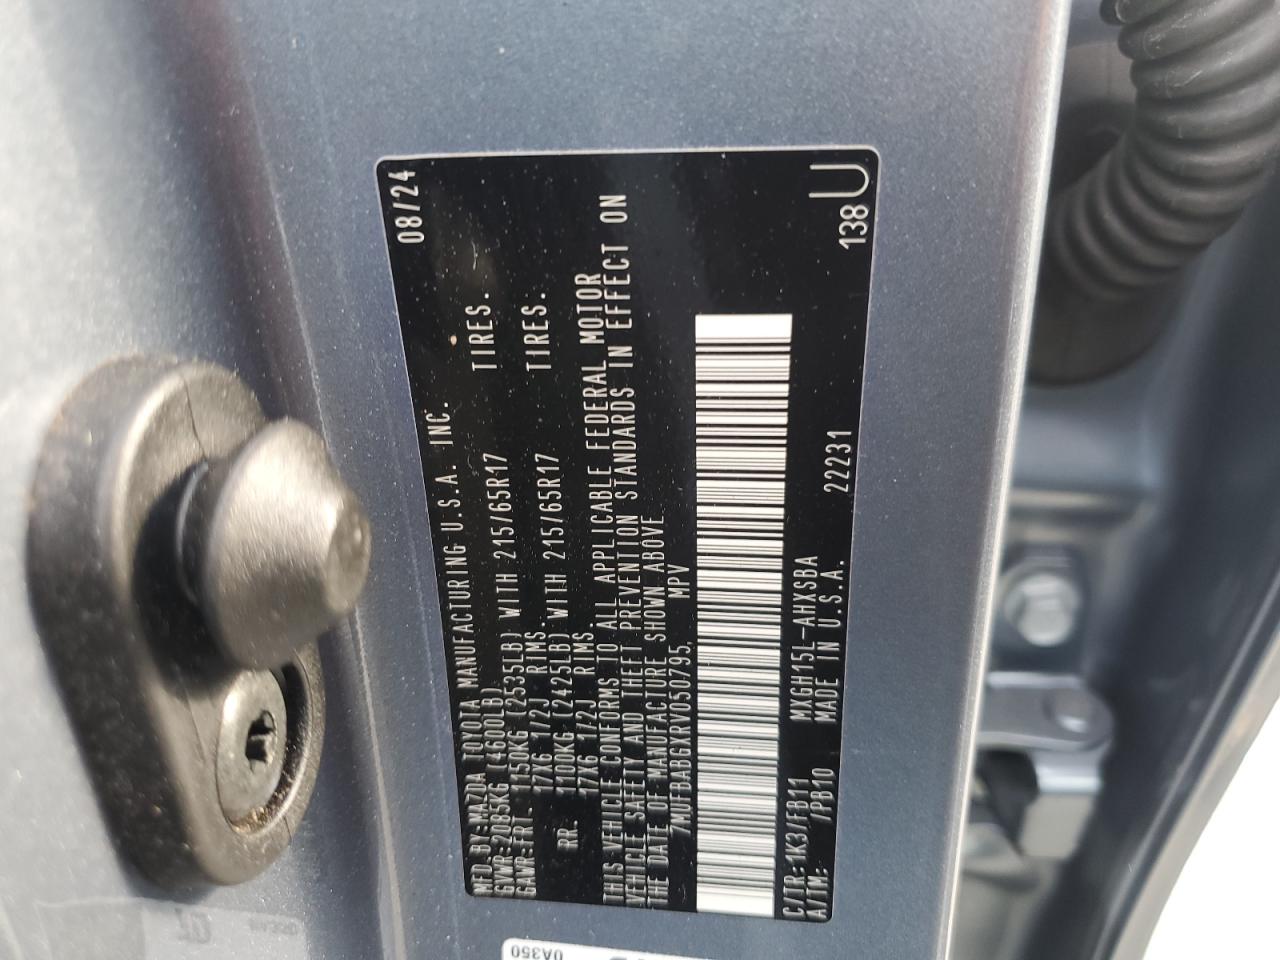 MFD BY:MAZDA TOYOTA MANUFACTURING U.S.A. INC. 08/24
GVWR:2085KG (4600LB)
GAWR:FRT 1150KG (2535LB) WITH 215/65R17 TIRES.
17X6 1/2J RIMS.
RR. 1100KG (2425LB) WITH 215/65R17 TIRES.
17X6 1/2J RIMS
THIS VEHICLE CONFORMS TO ALL APPLICABLE FEDERAL MOTOR
VEHICLE SAFETY AND THEFT PREVENTION STANDARDS IN EFFECT ON
THE DATE OF MANUFACTURE SHOWN ABOVE
7MUFBABGXRV050795. MPV
C/TR: 1K3/FB11 MXGH15L-AHXSBA
A/TM: /PB10 MADE IN U.S.A. 22231 138U
0A350